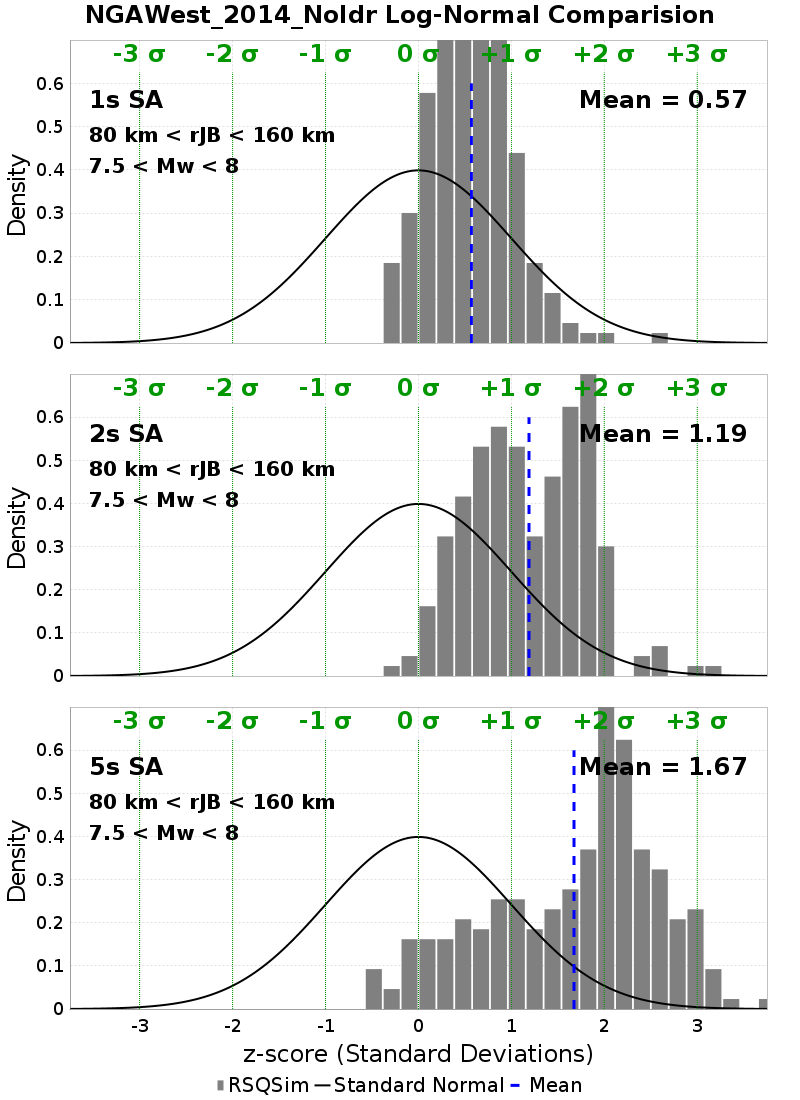 NGAWest_2014_NoIdr Log-Normal Comparision
-3 σ -2 σ -1 σ 0 σ +1 σ +2 σ +3 σ
1s SA
Mean = 0.57
80 km < rJB < 160 km
7.5 < Mw < 8
Density
0.6
0.5
0.4
0.3
0.2
0.1
0
-3 σ -2 σ -1 σ 0 σ +1 σ +2 σ +3 σ
2s SA
Mean = 1.19
80 km < rJB < 160 km
7.5 < Mw < 8
Density
0.6
0.5
0.4
0.3
0.2
0.1
0
-3 σ -2 σ -1 σ 0 σ +1 σ +2 σ +3 σ
5s SA
Mean = 1.67
80 km < rJB < 160 km
7.5 < Mw < 8
Density
0.6
0.5
0.4
0.3
0.2
0.1
0
-3 -2 -1 0 1 2 3
z-score (Standard Deviations)
RSQSim Standard Normal Mean